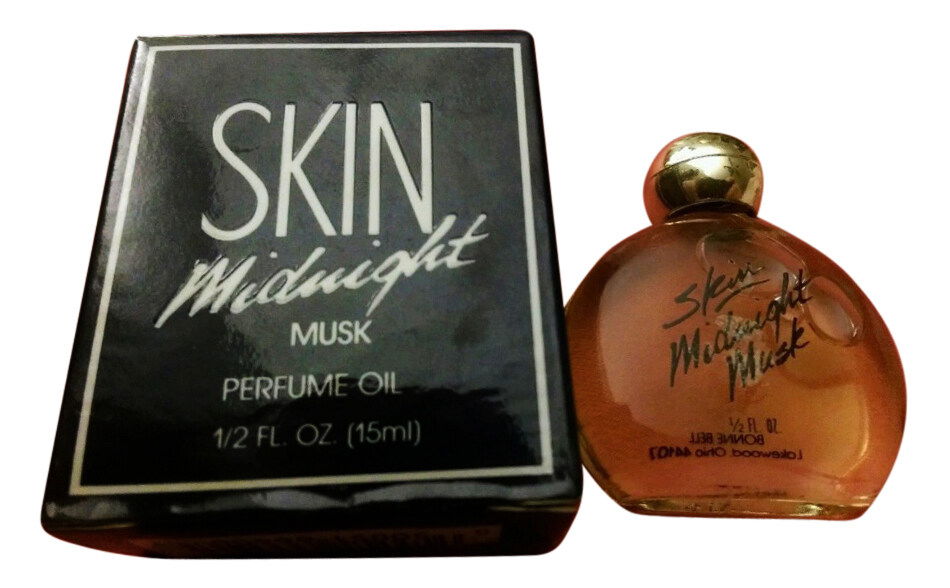 SKIN
Midnight
MUSK
PERFUME OIL
1/2 FL. OZ. (15ml)
Skin
Midnight
Musk
½ FL. OZ.
BONNE BELL
Lakewood, Ohio 44107